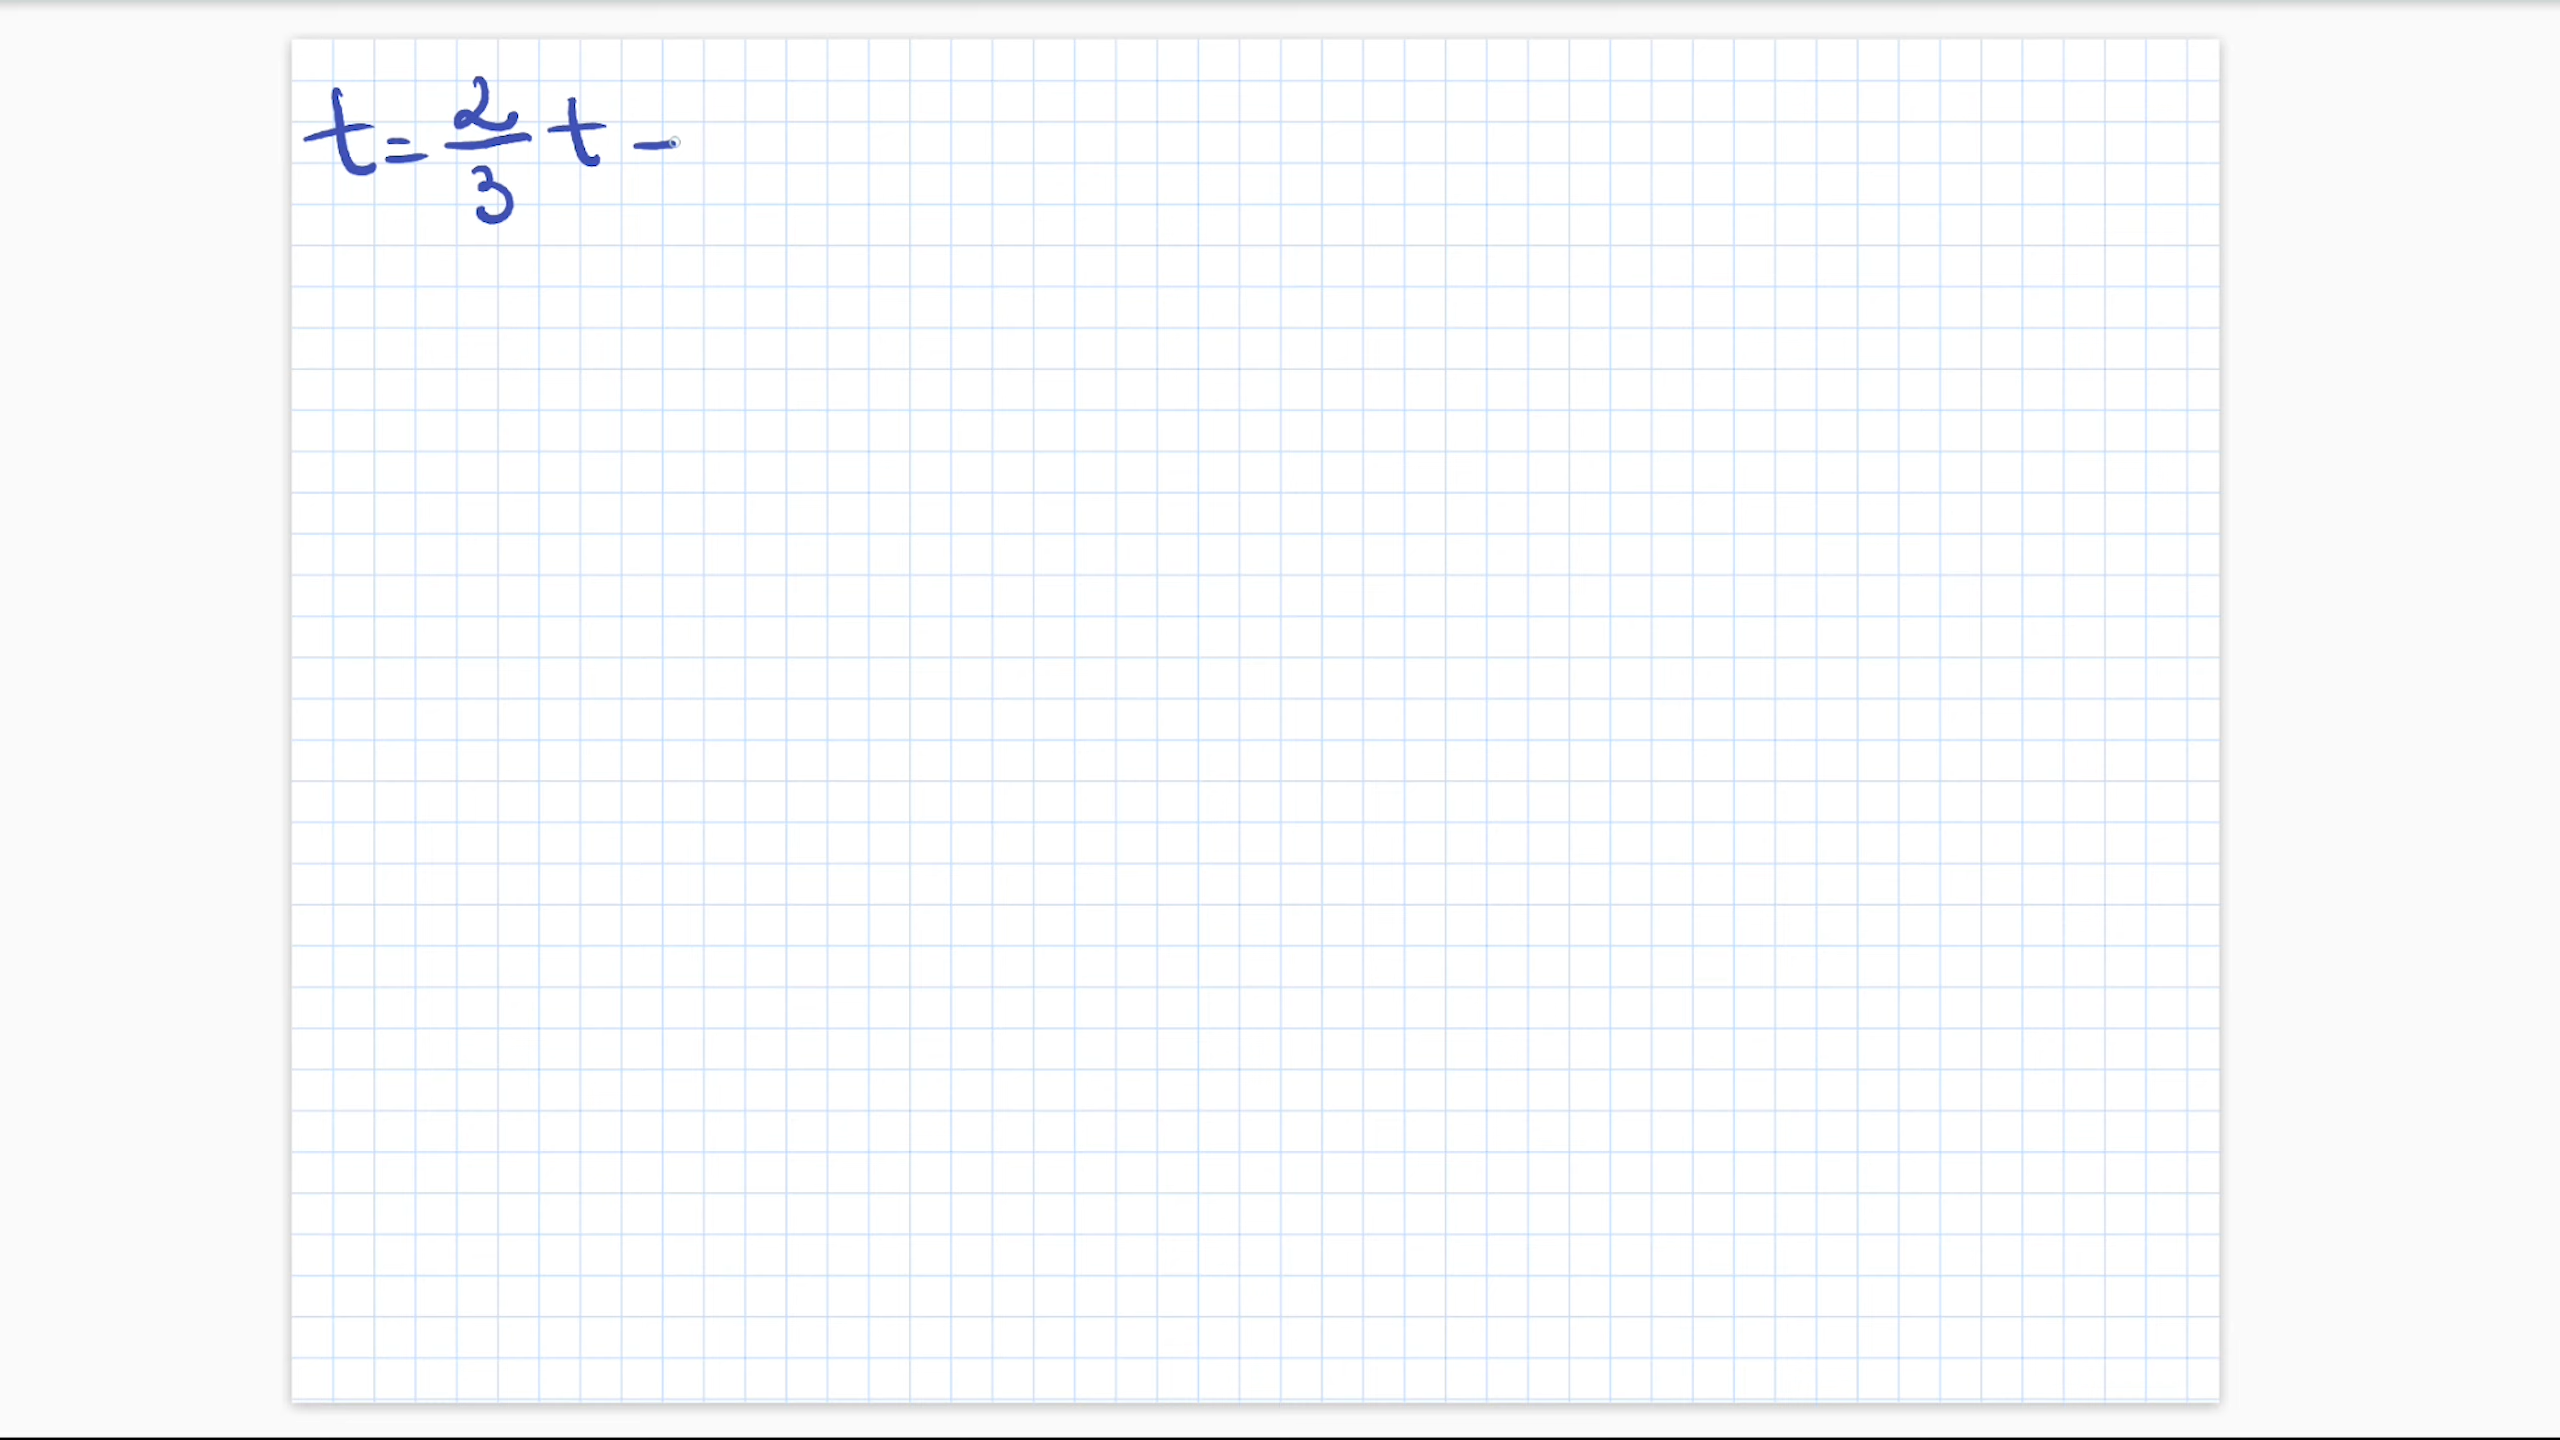 t = 2/3 t -